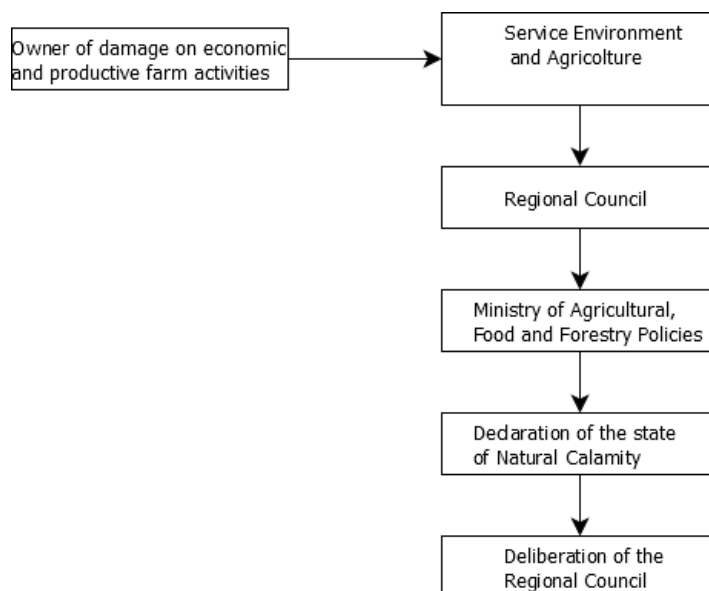 Owner of damage on economic
and productive farm activities
Service Environment
and Agricolture
Regional Council
Ministry of Agricultural,
Food and Forestry Policies
Declaration of the state
of Natural Calamity
Deliberation of the
Regional Council